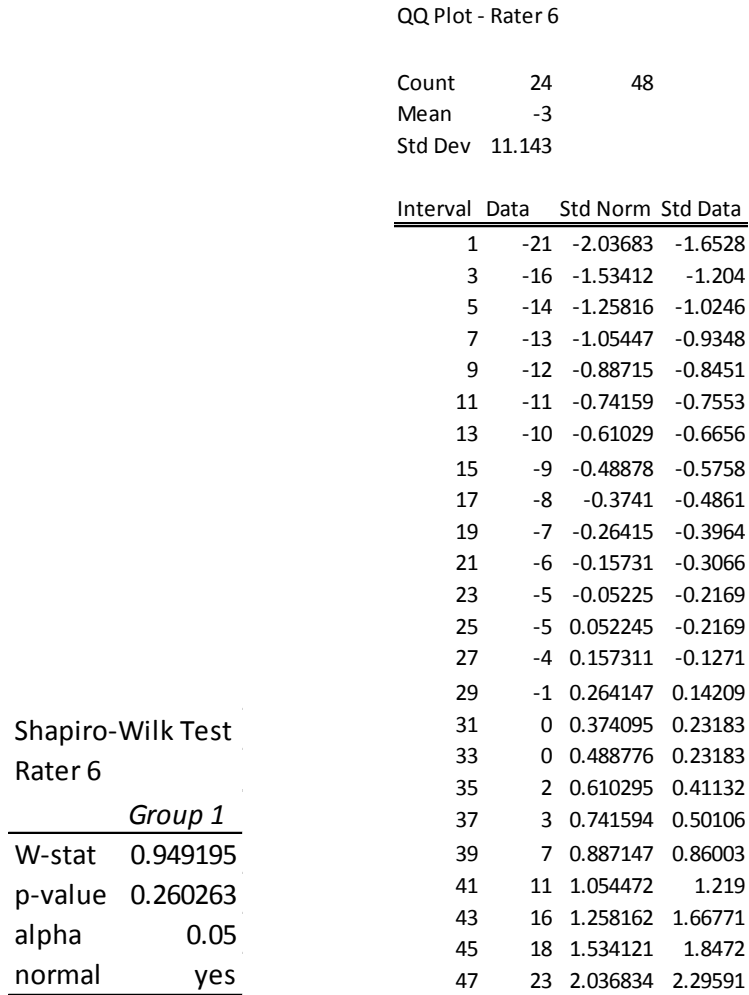 QQ Plot - Rater 6
Count 24 48
Mean -3
Std Dev 11.143
Interval Data Std Norm Std Data
1 -21 -2.03683 -1.6528
3 -16 -1.53412 -1.204
5 -14 -1.25816 -1.0246
7 -13 -1.05447 -0.9348
9 -12 -0.88715 -0.8451
11 -11 -0.74159 -0.7553
13 -10 -0.61029 -0.6656
15 -9 -0.48878 -0.5758
17 -8 -0.3741 -0.4861
19 -7 -0.26415 -0.3964
21 -6 -0.15731 -0.3066
23 -5 -0.05225 -0.2169
25 -5 0.052245 -0.2169
27 -4 0.157311 -0.1271
29 -1 0.264147 0.14209
31 0 0.374095 0.23183
33 0 0.488776 0.23183
35 2 0.610295 0.41132
37 3 0.741594 0.50106
39 7 0.887147 0.86003
41 11 1.054472 1.219
43 16 1.258162 1.66771
45 18 1.534121 1.8472
47 23 2.036834 2.29591
Shapiro-Wilk Test
Rater 6
Group 1
W-stat 0.949195
p-value 0.260263
alpha 0.05
normal yes